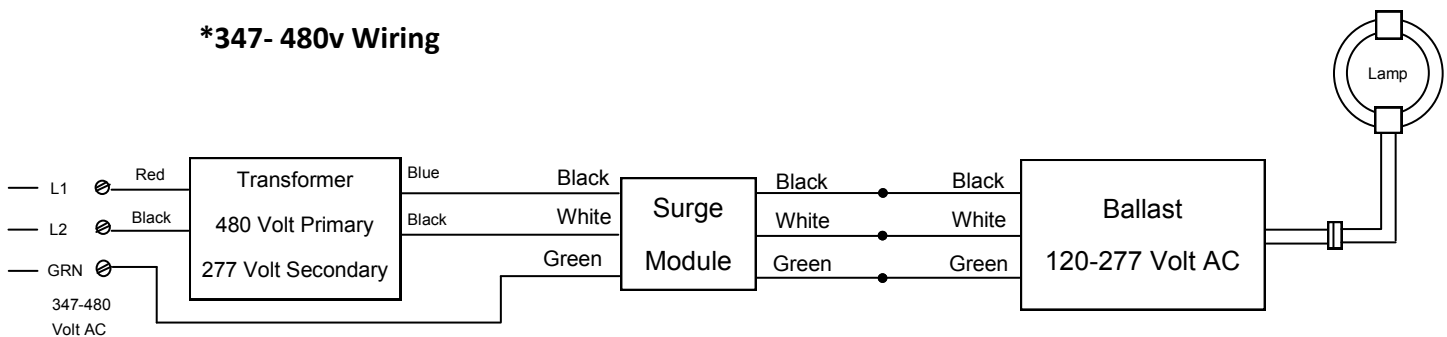 *347- 480v Wiring
Lamp
L1
Red
Transformer
480 Volt Primary
277 Volt Secondary
Blue
Black
Surge
Module
Black
Black
Ballast
120-277 Volt AC
L2
Black
Black
White
White
White
GRN
Green
Green
Green
347-480
Volt AC